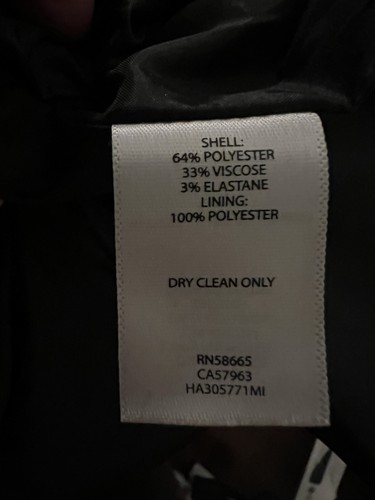 SHELL:
64% POLYESTER
33% VISCOSE
3% ELASTANE
LINING:
100% POLYESTER
DRY CLEAN ONLY
RN58665
CA57963
HA305771MI